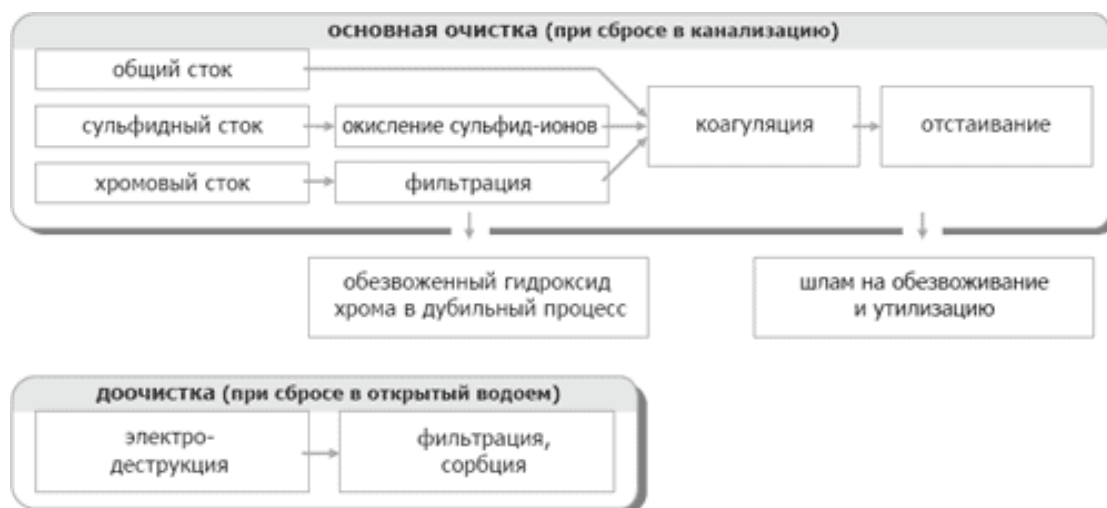 основная очистка (при сбросе в канализацию)
общий сток
сульфидный сток
окисление сульфид-ионов
хромовый сток
фильтрация
коагуляция
отстаивание
обезвоженный гидроксид
хрома в дубильный процесс
шлам на обезвоживание
и утилизацию
доочистка (при сбросе в открытый водоем)
электро-
деструкция
фильтрация,
сорбция